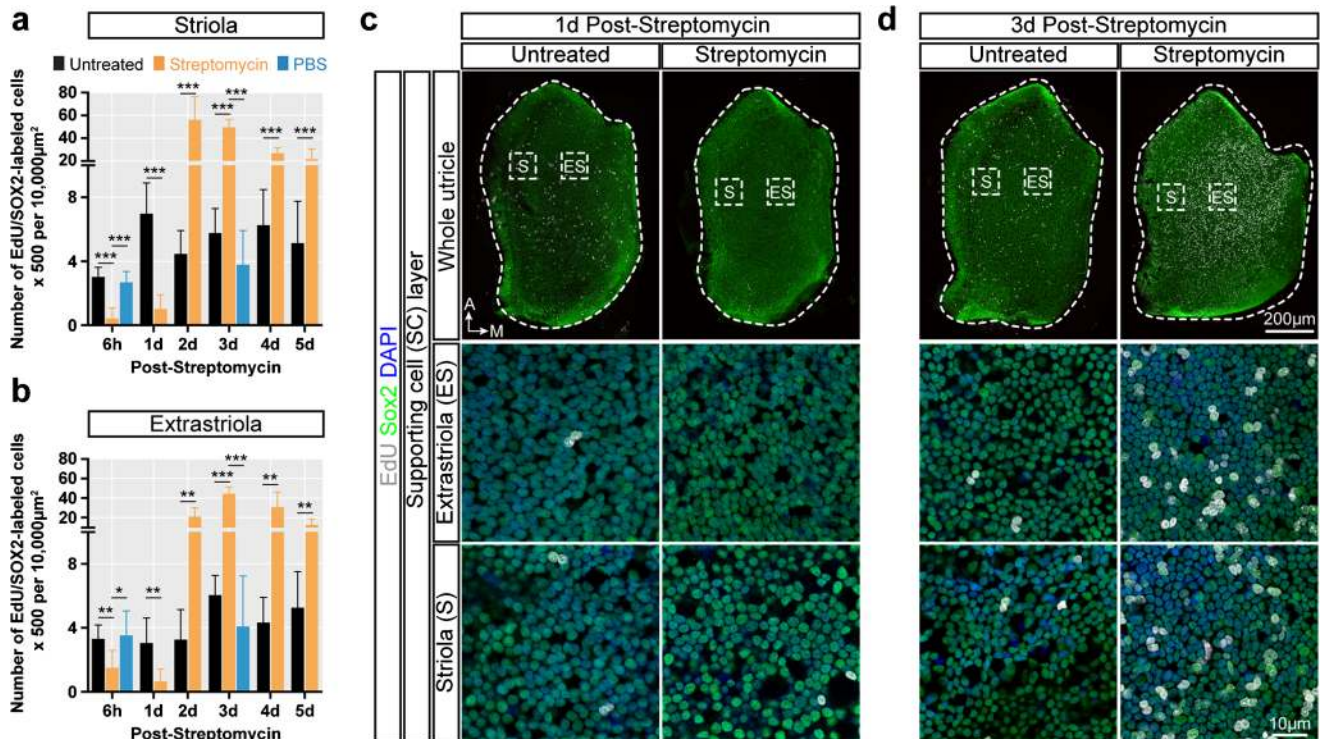 a
Striola
Untreated Streptomycin PBS
Number of EdU/SOX2-labeled cells
x 500 per 10,000µm²
80
60
40
20
8
4
0
***
***
***
***
***
***
***
***
6h 1d 2d 3d 4d 5d
Post-Streptomycin
b
Extrastriola
Number of EdU/SOX2-labeled cells
x 500 per 10,000µm²
80
60
40
20
8
4
0
**
*
**
**
***
***
**
**
6h 1d 2d 3d 4d 5d
Post-Streptomycin
c
1d Post-Streptomycin
Untreated Streptomycin
EdU Sox2 DAPI
Supporting cell (SC) layer
Whole utricle
Extrastriola (ES)
Striola (S)
S ES
S ES
A
M
d
3d Post-Streptomycin
Untreated Streptomycin
S ES
S ES
200µm
10µm